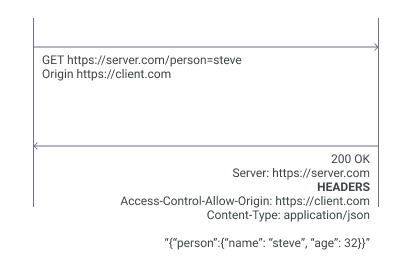 GET https://server.com/person=steve
Origin https://client.com
200 OK
Server: https://server.com
HEADERS
Access-Control-Allow-Origin: https://client.com
Content-Type: application/json
“{“person”:{“name”: “steve”, “age”: 32}}”